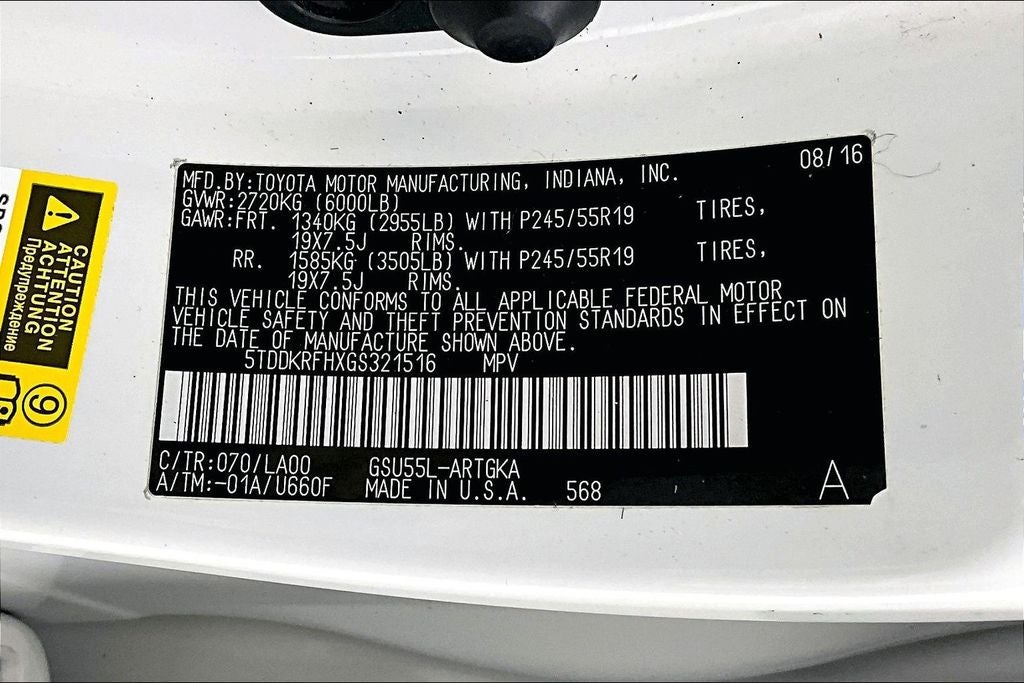 MFD.BY:TOYOTA MOTOR MANUFACTURING, INDIANA, INC. 08/16
GVWR:2720KG (6000LB)
GAWR:FRT. 1340KG (2955LB) WITH P245/55R19 TIRES,
19X7.5J RIMS.
RR. 1585KG (3505LB) WITH P245/55R19 TIRES,
19X7.5J RIMS.
THIS VEHICLE CONFORMS TO ALL APPLICABLE FEDERAL MOTOR
VEHICLE SAFETY AND THEFT PREVENTION STANDARDS IN EFFECT ON
THE DATE OF MANUFACTURE SHOWN ABOVE.
5TDDKRFHXGS321516 MPV
C/TR:070/LA00 GSU55L-ARTGKA
A/TM:-01A/U660F MADE IN U.S.A. 568 A
CAUTION
ATTENTION
ACHTUNG
Предупреждение
9